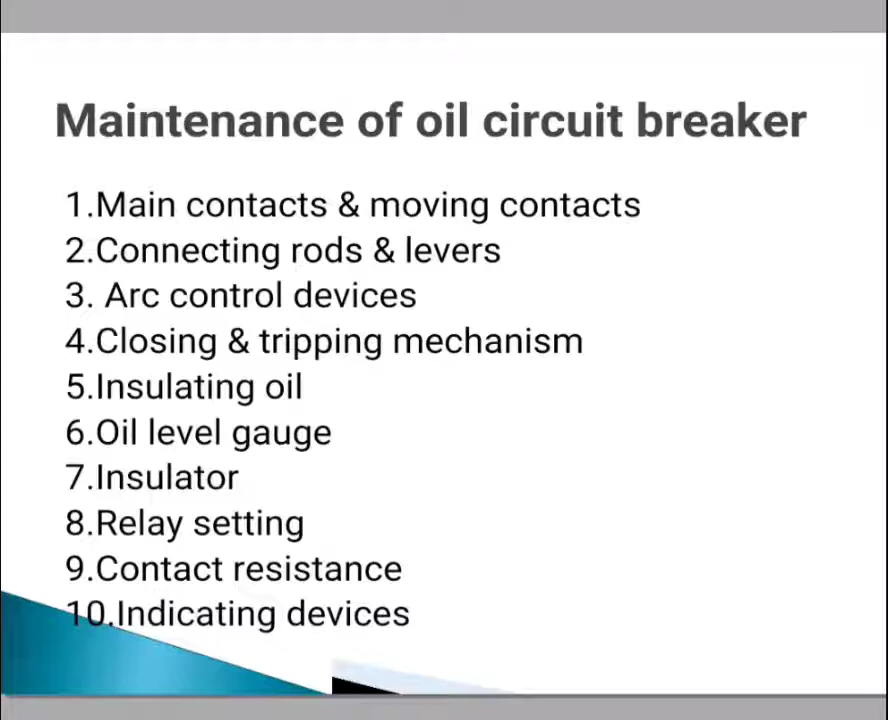 Maintenance of oil circuit breaker
1.Main contacts & moving contacts
2.Connecting rods & levers
3. Arc control devices
4.Closing & tripping mechanism
5.Insulating oil
6.Oil level gauge
7.Insulator
8.Relay setting
9.Contact resistance
10.Indicating devices